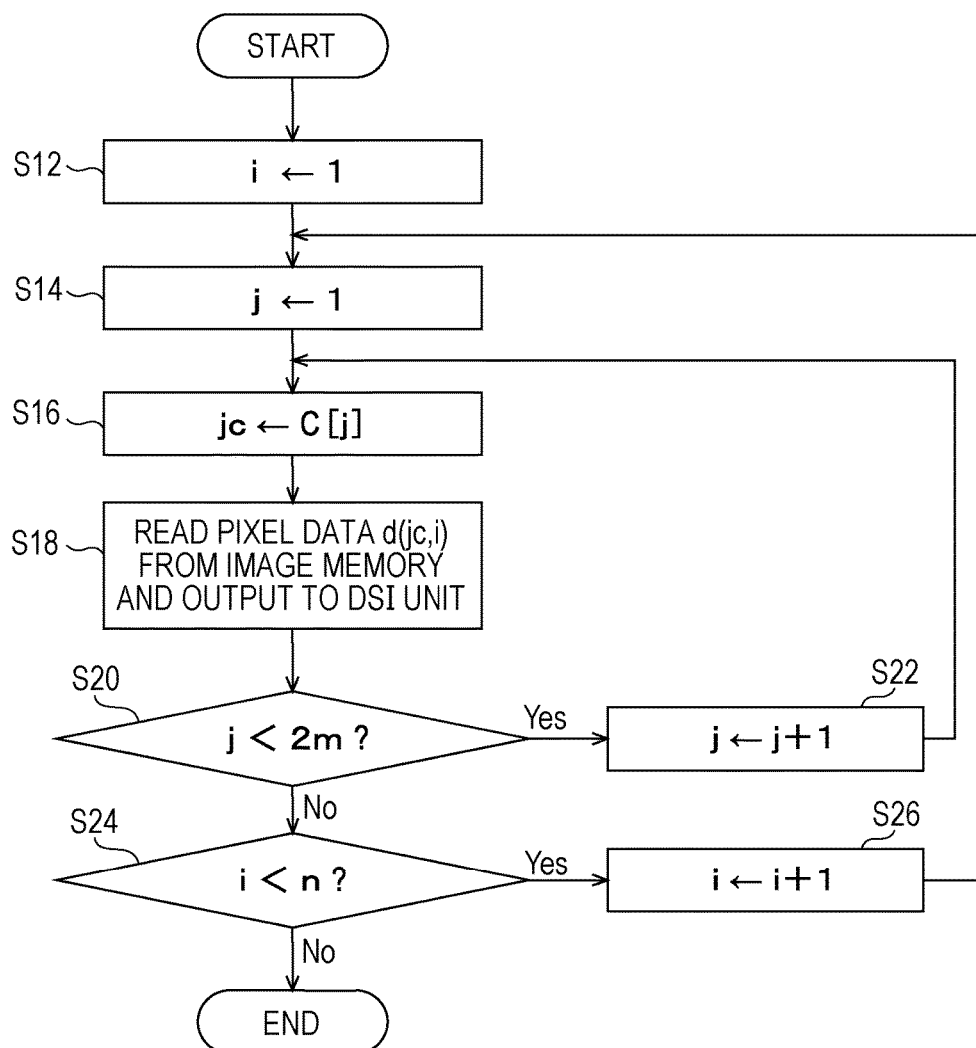 START
S12
i ← 1
S14
j ← 1
S16
jc ← C [j]
S18
READ PIXEL DATA d(jc,i)
FROM IMAGE MEMORY
AND OUTPUT TO DSI UNIT
S20
j < 2m ?
Yes
S22
j ← j+1
No
S24
i < n ?
Yes
S26
i ← i+1
No
END